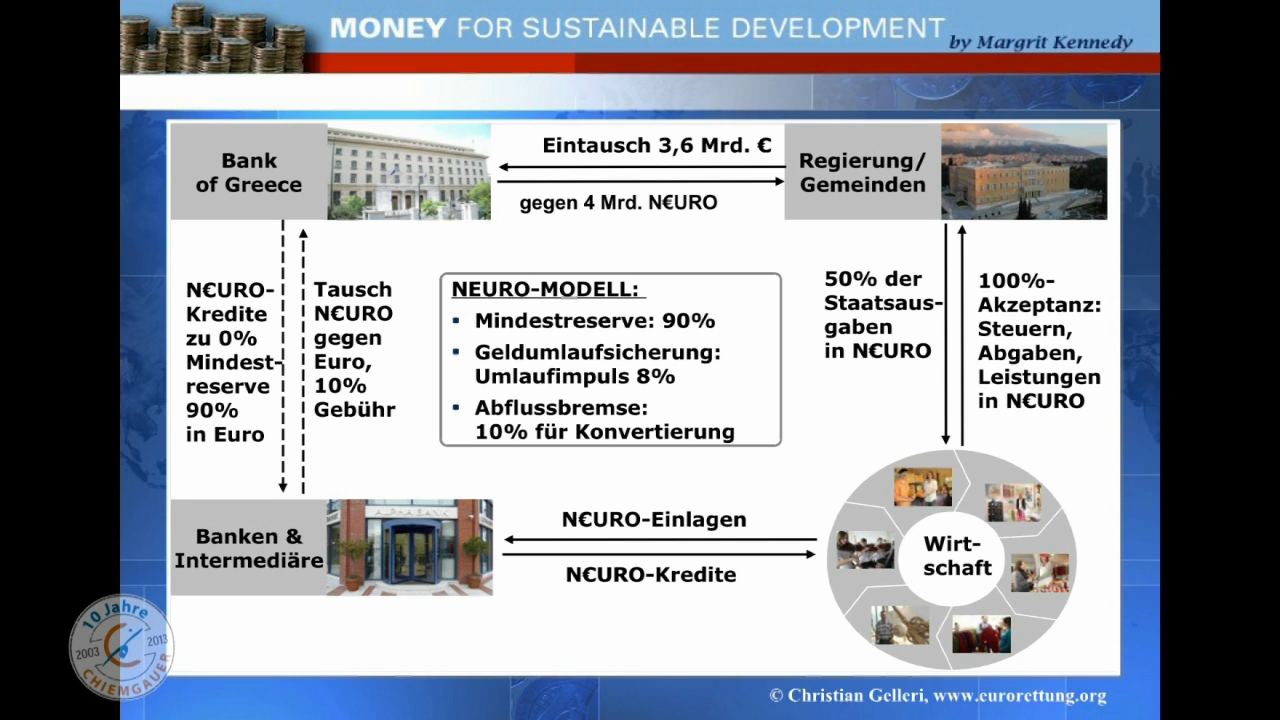 MONEY FOR SUSTAINABLE DEVELOPMENT
by Margrit Kennedy
Bank
of Greece
Eintausch 3,6 Mrd. €
gegen 4 Mrd. N€URO
Regierung/
Gemeinden
N€URO-
Kredite
zu 0%
Mindest-
reserve
90%
in Euro
Tausch
N€URO
gegen
Euro,
10%
Gebühr
NEURO-MODELL:
▪ Mindestreserve: 90%
▪ Geldumlaufsicherung:
Umlaufimpuls 8%
▪ Abflussbremse:
10% für Konvertierung
50% der
Staatsaus-
gaben
in N€URO
100%-
Akzeptanz:
Steuern,
Abgaben,
Leistungen
in N€URO
Banken &
Intermediäre
ALPHA BANK
N€URO-Einlagen
N€URO-Kredite
Wirt-
schaft
10 Jahre
2003 2013
CHIEMGAUER
© Christian Gelleri, www.eurorettung.org